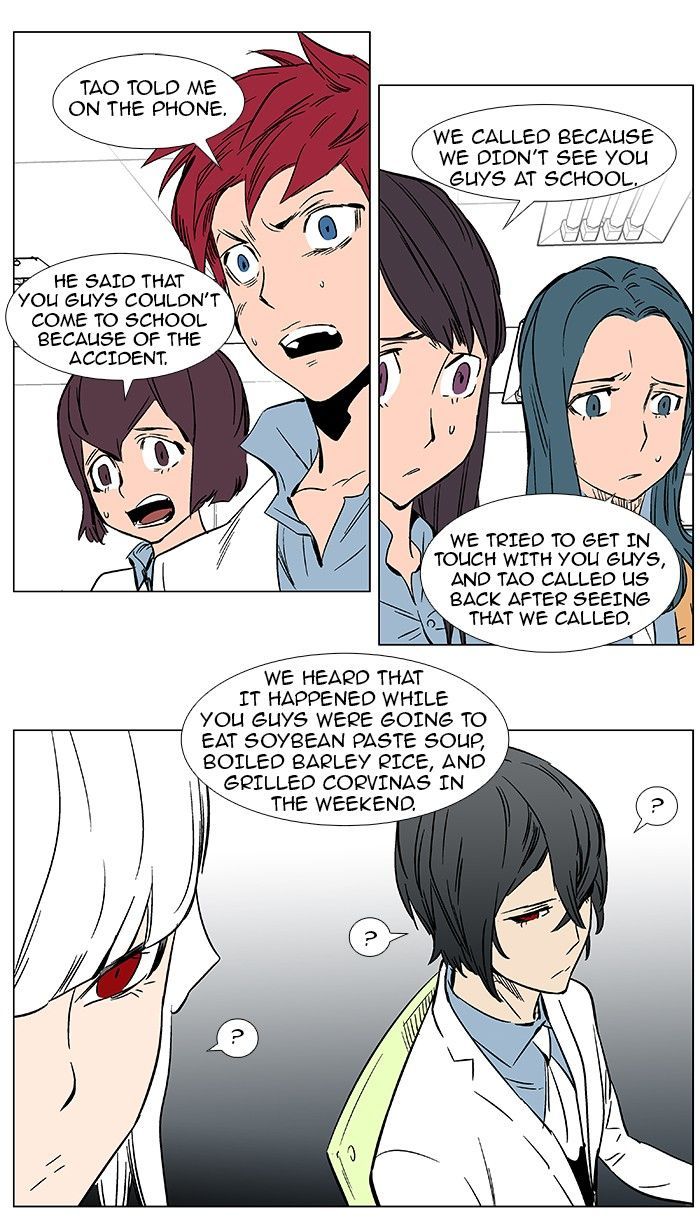 TAO TOLD ME
ON THE PHONE.
HE SAID THAT
YOU GUYS COULDN'T
COME TO SCHOOL
BECAUSE OF THE
ACCIDENT.
WE CALLED BECAUSE
WE DIDN'T SEE YOU
GUYS AT SCHOOL.
WE TRIED TO GET IN
TOUCH WITH YOU GUYS,
AND TAO CALLED US
BACK AFTER SEEING
THAT WE CALLED.
WE HEARD THAT
IT HAPPENED WHILE
YOU GUYS WERE GOING TO
EAT SOYBEAN PASTE SOUP,
BOILED BARLEY RICE, AND
GRILLED CORVINAS IN
THE WEEKEND.
?
?
?